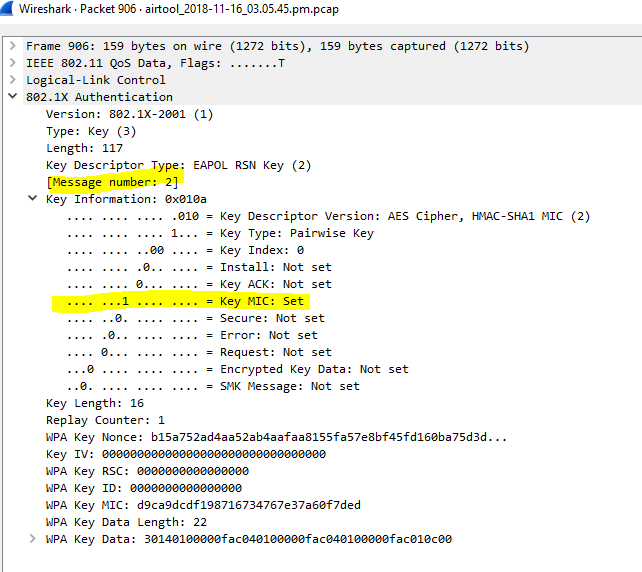 Wireshark · Packet 906 · airtool_2018-11-16_03.05.45.pm.pcap
Frame 906: 159 bytes on wire (1272 bits), 159 bytes captured (1272 bits)
IEEE 802.11 QoS Data, Flags: .......T
Logical-Link Control
802.1X Authentication
Version: 802.1X-2001 (1)
Type: Key (3)
Length: 117
Key Descriptor Type: EAPOL RSN Key (2)
[Message number: 2]
Key Information: 0x010a
.... .... .... .010 = Key Descriptor Version: AES Cipher, HMAC-SHA1 MIC (2)
.... .... .... 1... = Key Type: Pairwise Key
.... .... ..00 .... = Key Index: 0
.... .... .0.. .... = Install: Not set
.... .... 0... .... = Key ACK: Not set
.... ...1 .... .... = Key MIC: Set
.... ..0. .... .... = Secure: Not set
.... .0.. .... .... = Error: Not set
.... 0... .... .... = Request: Not set
...0 .... .... .... = Encrypted Key Data: Not set
..0. .... .... .... = SMK Message: Not set
Key Length: 16
Replay Counter: 1
WPA Key Nonce: b15a752ad4aa52ab4aafaa8155fa57e8bf45fd160ba75d3d...
Key IV: 00000000000000000000000000000000
WPA Key RSC: 0000000000000000
WPA Key ID: 0000000000000000
WPA Key MIC: d9ca9dcdf198716734767e37a60f7ded
WPA Key Data Length: 22
WPA Key Data: 30140100000fac040100000fac040100000fac010c00